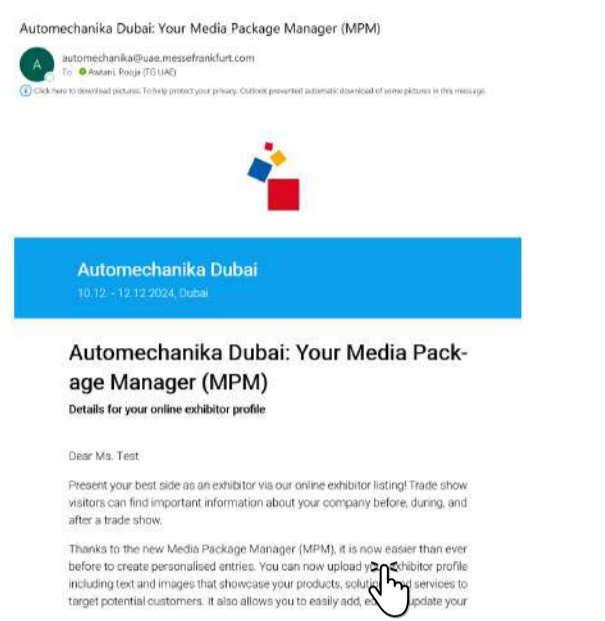 Automechanika Dubai: Your Media Package Manager (MPM)
A
automechanika@uae.messefrankfurt.com
To Awtani, Pooja (TG UAE)
Click here to download pictures. To help protect your privacy, Outlook prevented automatic download of some pictures in this message.
Automechanika Dubai
10.12. - 12.12.2024, Dubai
Automechanika Dubai: Your Media Pack-
age Manager (MPM)
Details for your online exhibitor profile
Dear Ms. Test
Present your best side as an exhibitor via our online exhibitor listing! Trade show
visitors can find important information about your company before, during, and
after a trade show.
Thanks to the new Media Package Manager (MPM), it is now easier than ever
before to create personalised entries. You can now upload exhibitor profile
including text and images that showcase your products, services to
target potential customers. It also allows you to easily add, update your